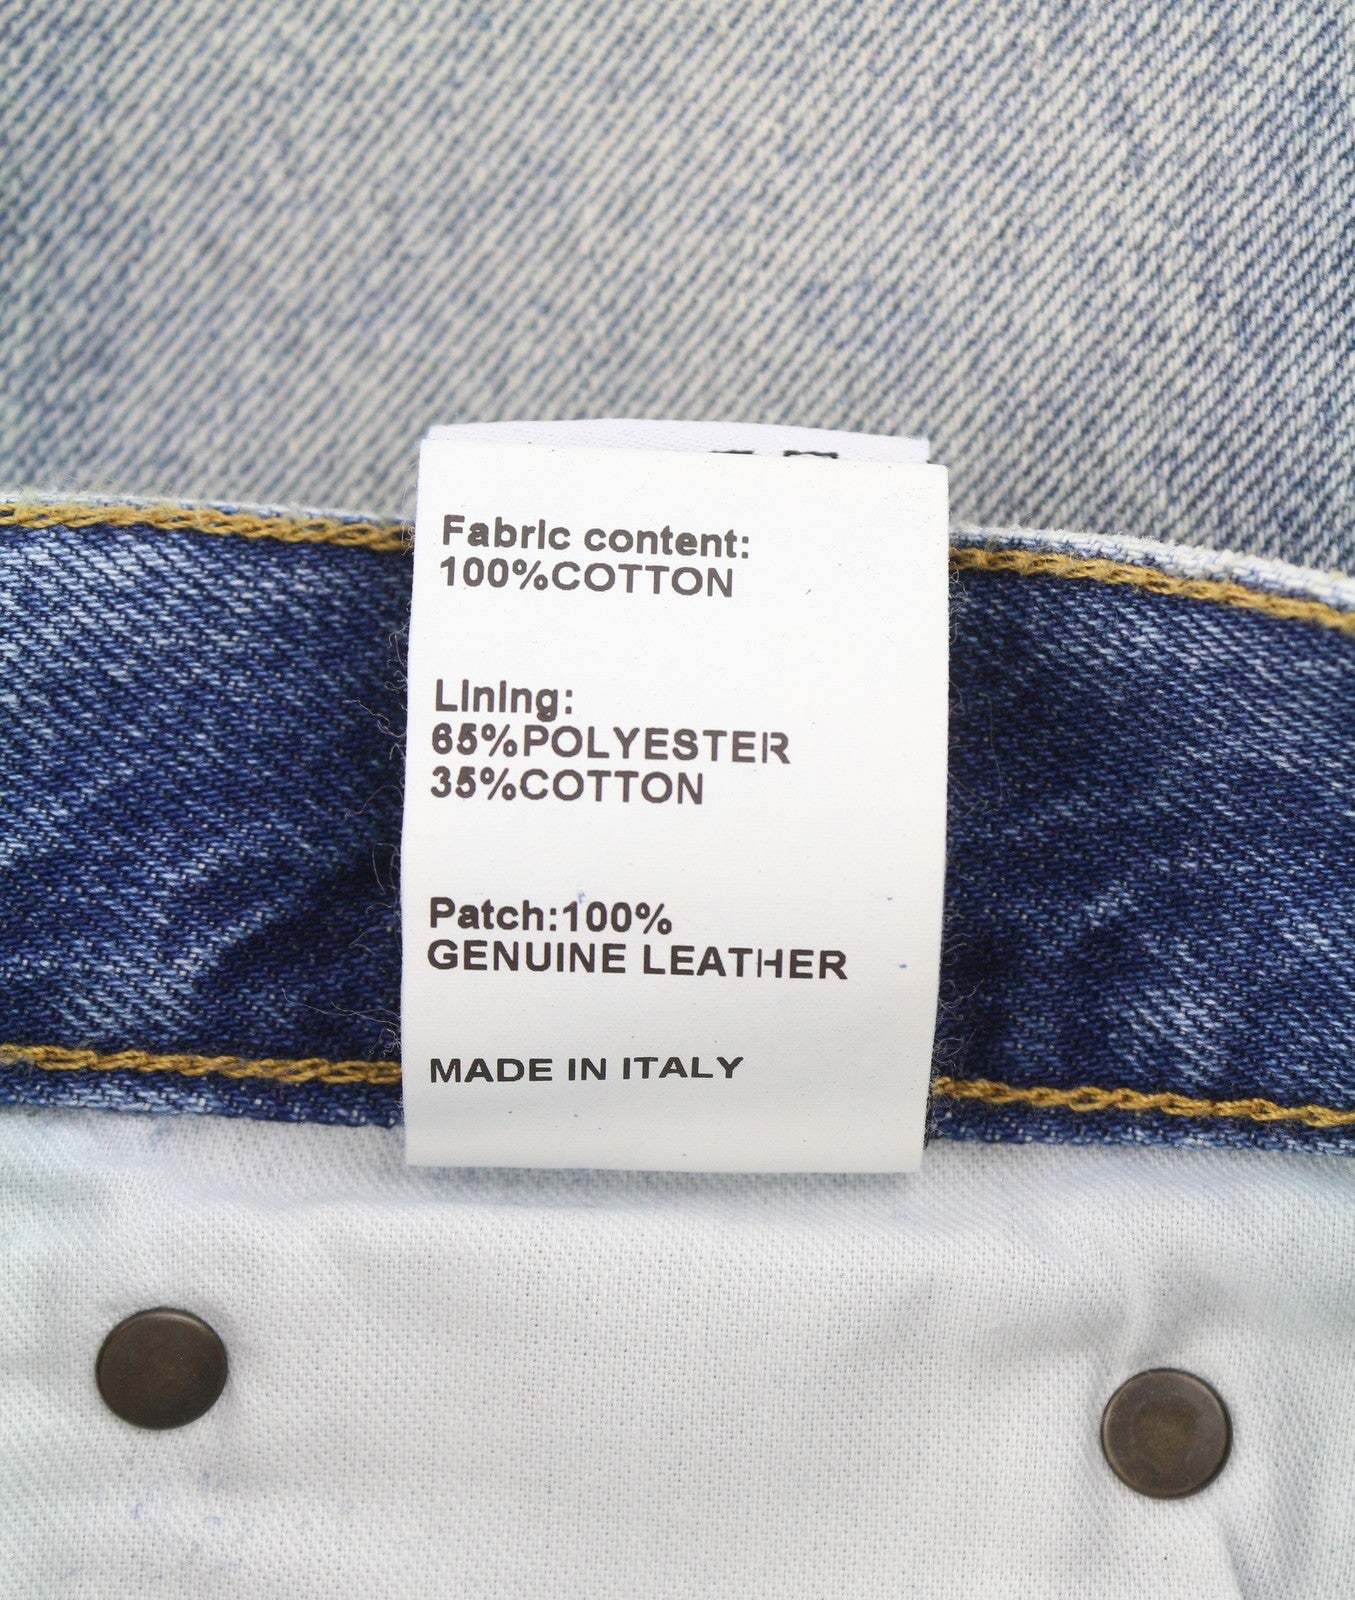 Fabric content:
100%COTTON
Lining:
65%POLYESTER
35%COTTON
Patch:100%
GENUINE LEATHER
MADE IN ITALY